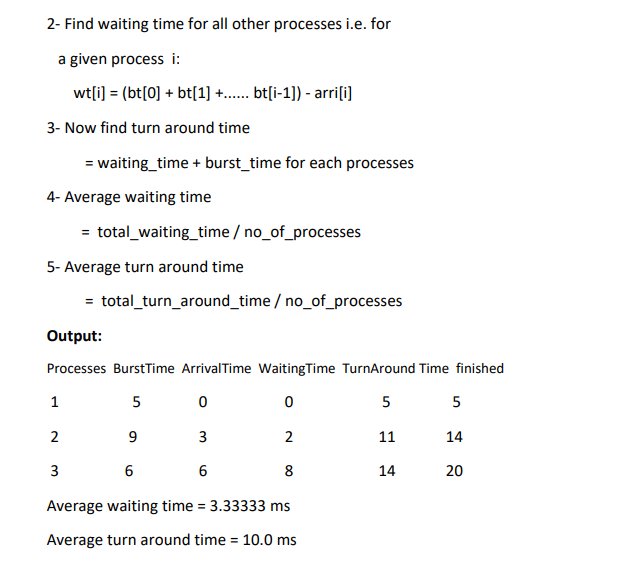 2- Find waiting time for all other processes i.e. for
a given process i:
wt[i] = (bt[0] + bt[1] +...... bt[i-1]) - arri[i]
3- Now find turn around time
= waiting_time + burst_time for each processes
4- Average waiting time
= total_waiting_time / no_of_processes
5- Average turn around time
= total_turn_around_time / no_of_processes
Output:
Processes BurstTime ArrivalTime WaitingTime TurnAround Time finished
1 5 0 0 5 5
2 9 3 2 11 14
3 6 6 8 14 20
Average waiting time = 3.33333 ms
Average turn around time = 10.0 ms